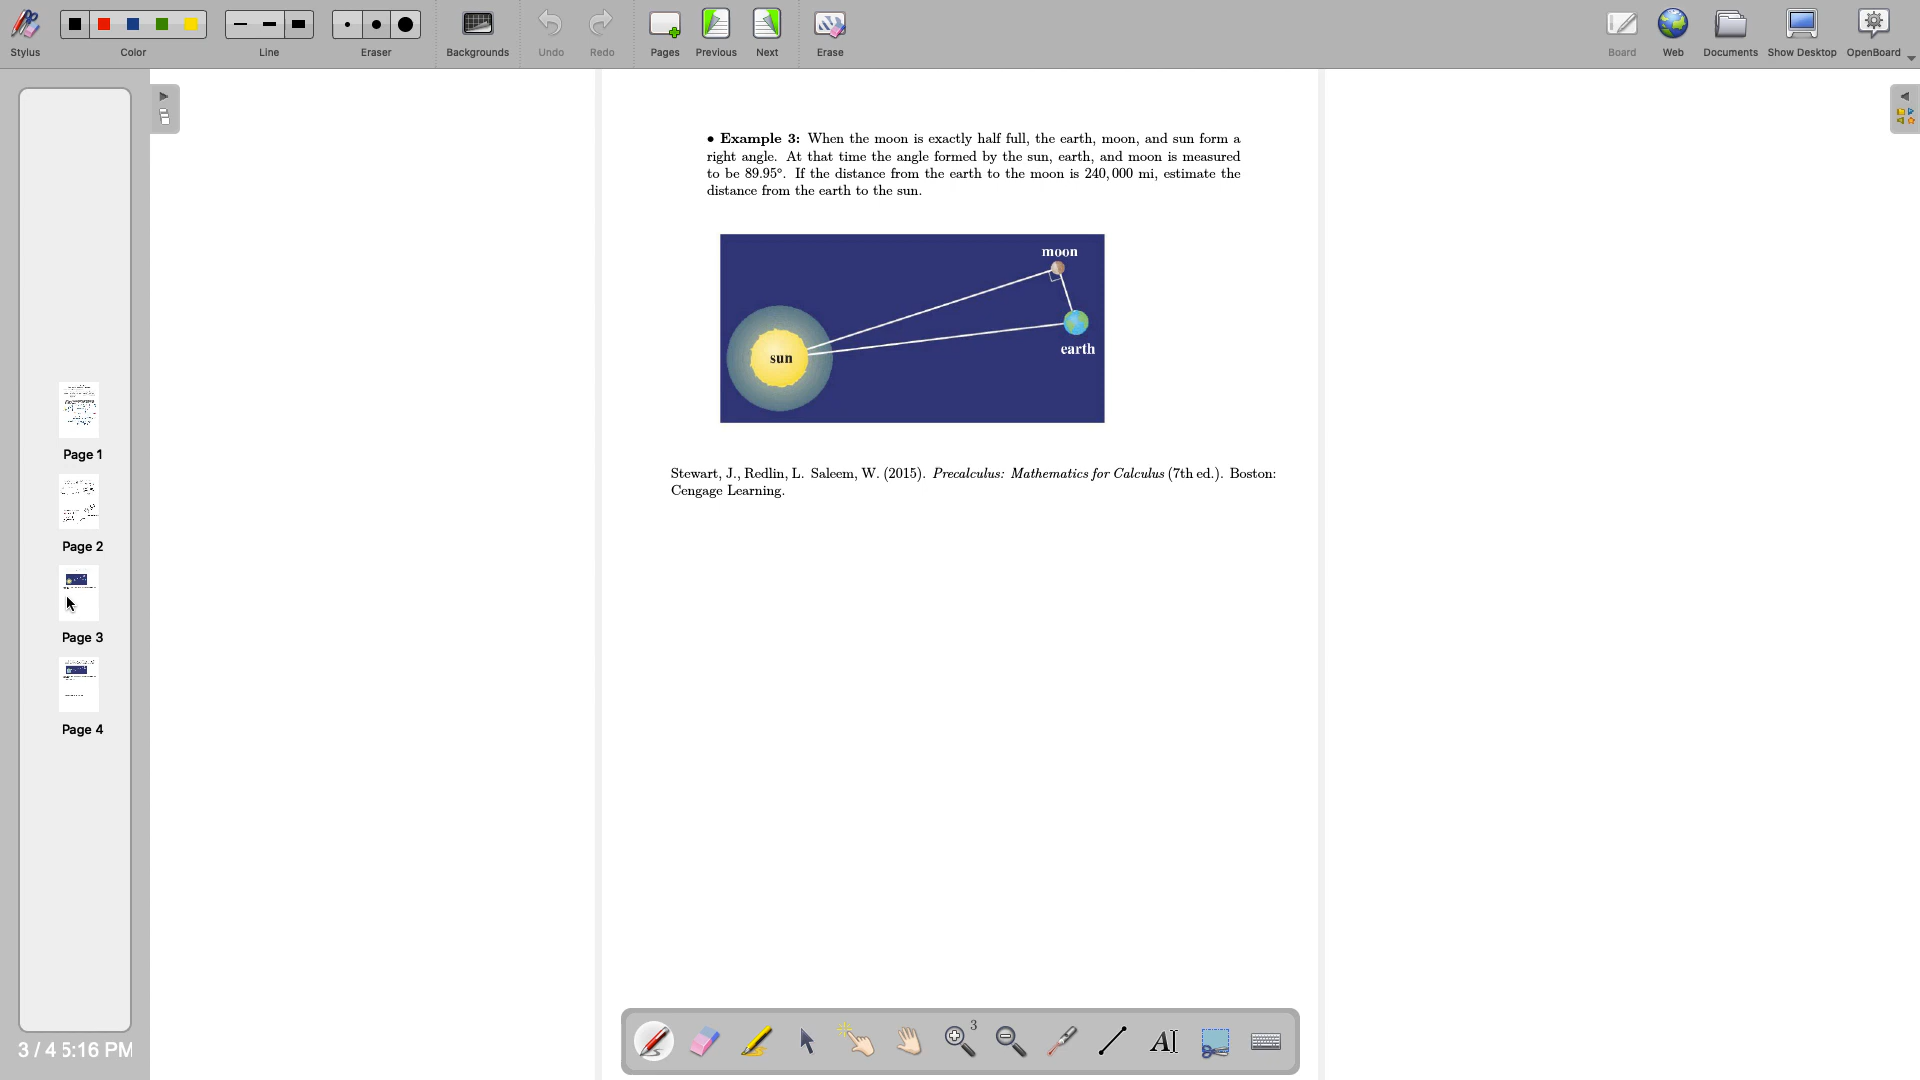 Stylus
Color
Line
Eraser
Backgrounds
Undo
Redo
Pages
Previous
Next
Erase
Board
Web
Documents
Show Desktop
OpenBoard
• Example 3: When the moon is exactly half full, the earth, moon, and sun form a
right angle. At that time the angle formed by the sun, earth, and moon is measured
to be 89.95°. If the distance from the earth to the moon is 240,000 mi, estimate the
distance from the earth to the sun.
moon
sun
earth
Stewart, J., Redlin, L. Saleem, W. (2015). Precalculus: Mathematics for Calculus (7th ed.). Boston:
Cengage Learning.
Page 1
Page 2
Page 3
Page 4
3 / 4 5:16 PM
3
AI